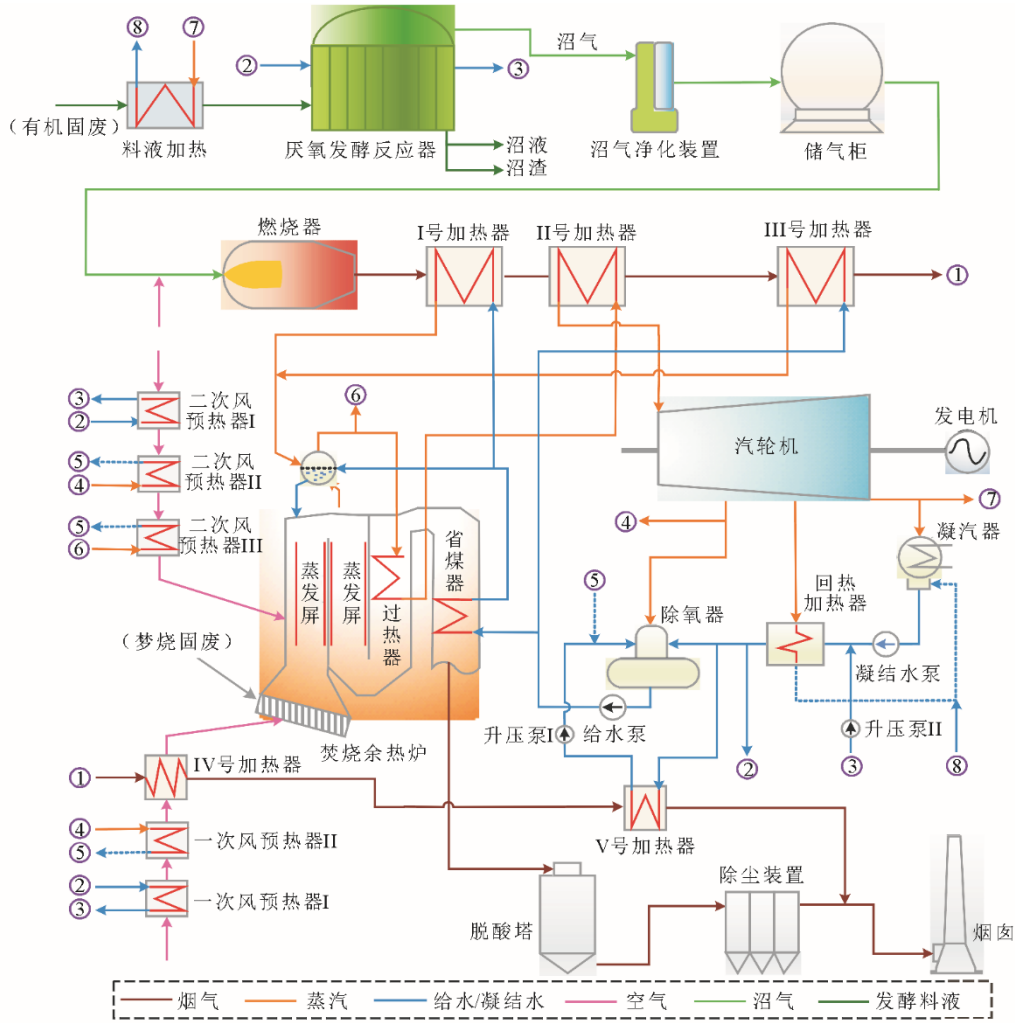 ⑧
⑦
②
③
沼气
（有机固废）
料液加热
厌氧发酵反应器
沼液
沼渣
沼气净化装置
储气柜
燃烧器
I号加热器
II号加热器
III号加热器
①
③
②
二次风
预热器I
⑤
④
二次风
预热器II
⑤
⑥
二次风
预热器III
⑥
汽轮机
发电机
④
⑦
凝汽器
蒸发屏
蒸发屏
过热器
省煤器
⑤
除氧器
回热
加热器
凝结水泵
（梦烧固废）
焚烧余热炉
升压泵I
给水泵
升压泵II
②
③
⑧
①
IV号加热器
④
⑤
一次风预热器II
②
③
一次风预热器I
V号加热器
脱酸塔
除尘装置
烟囱
烟气
蒸汽
给水/凝结水
空气
沼气
发酵料液